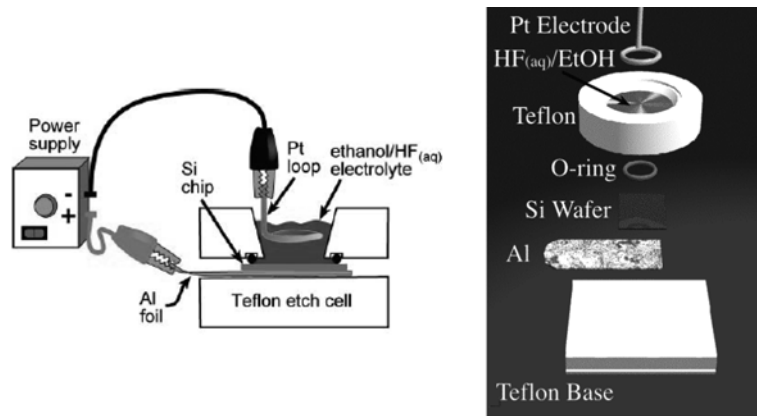 Power
supply
-
+
Si
chip
Pt
loop
ethanol/HF(aq)
electrolyte
Al
foil
Teflon etch cell
Pt Electrode
HF(aq)/EtOH
Teflon
O-ring
Si Wafer
Al
Teflon Base